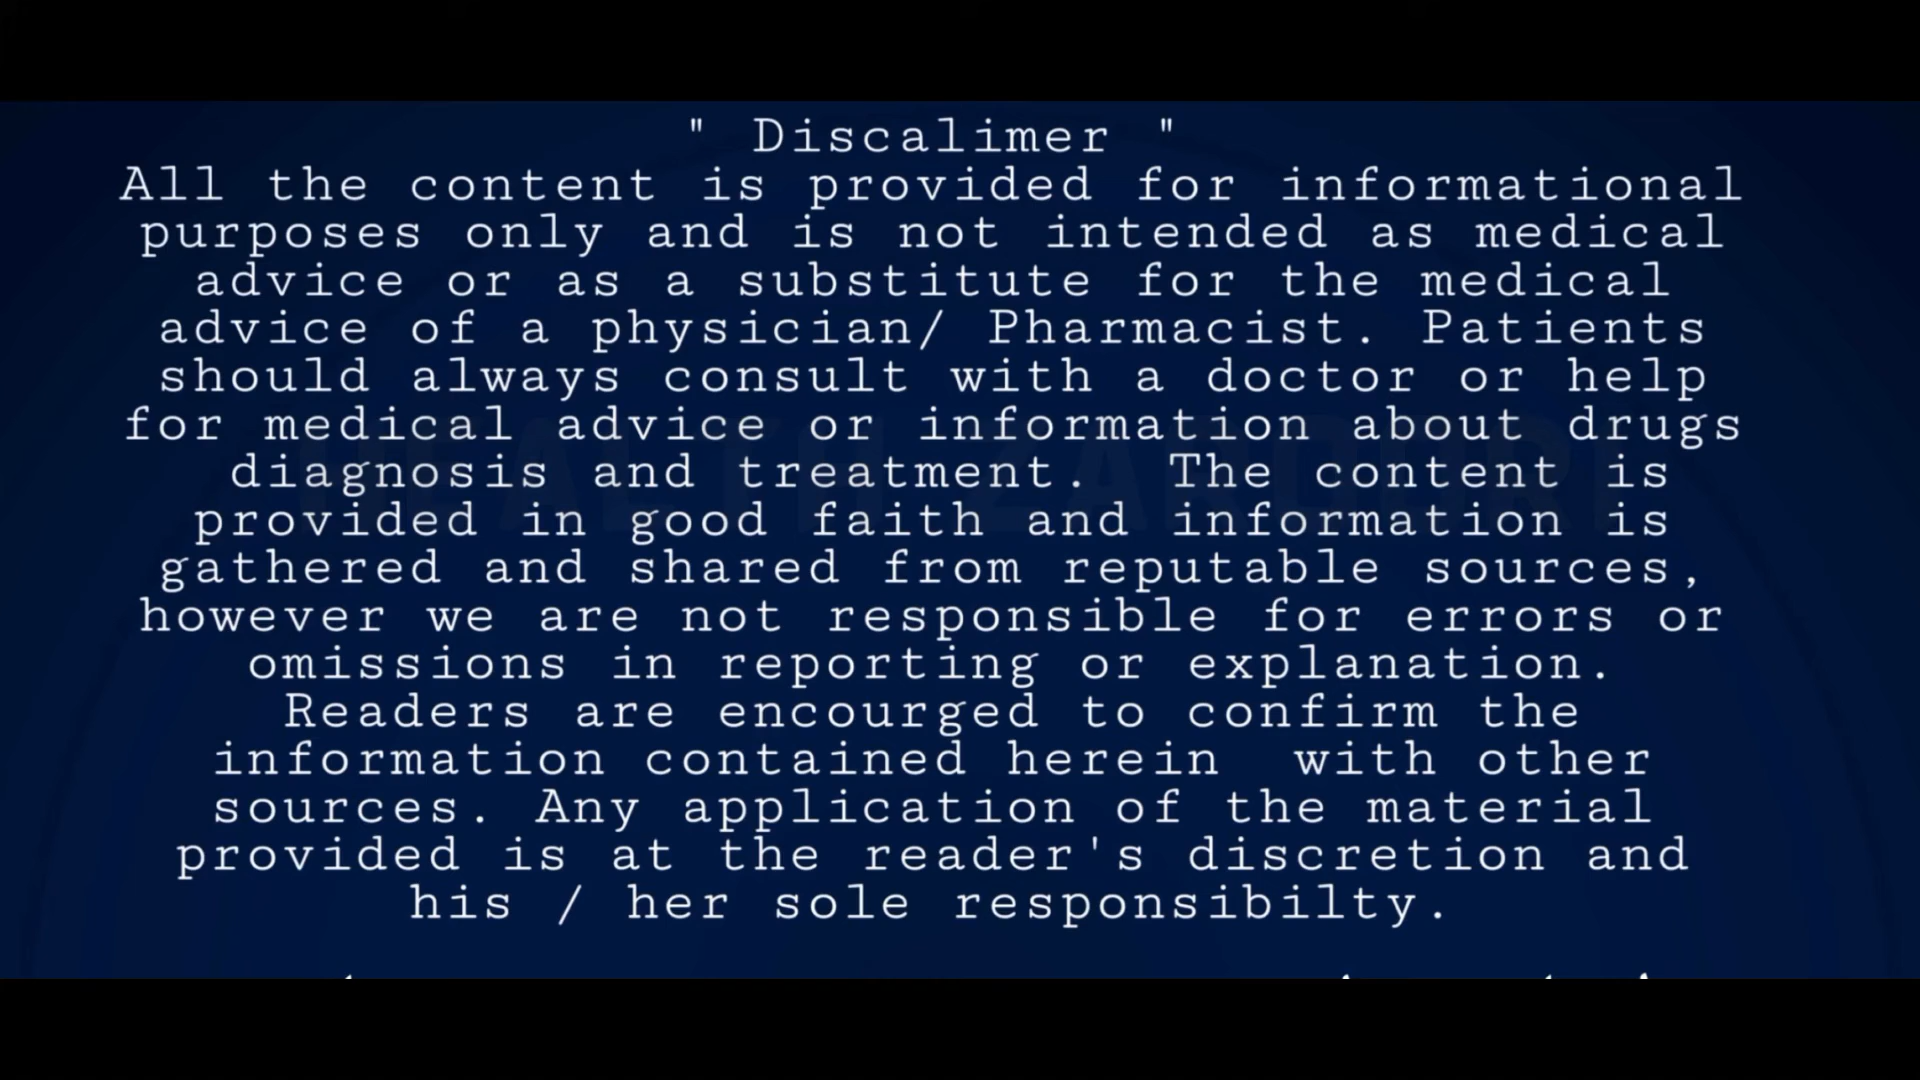 " Discalimer "
All the content is provided for informational
purposes only and is not intended as medical
advice or as a substitute for the medical
advice of a physician/ Pharmacist. Patients
should always consult with a doctor or help
for medical advice or information about drugs
diagnosis and treatment.  The content is
provided in good faith and information is
gathered and shared from reputable sources,
however we are not responsible for errors or
omissions in reporting or explanation.
Readers are encourged to confirm the
information contained herein  with other
sources. Any application of the material
provided is at the reader's discretion and
his / her sole responsibilty.